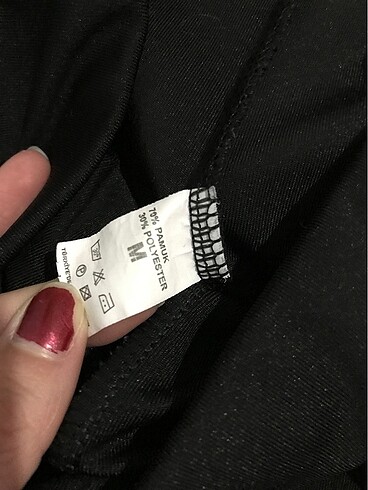 70% PAMUK
30% POLYESTER
M